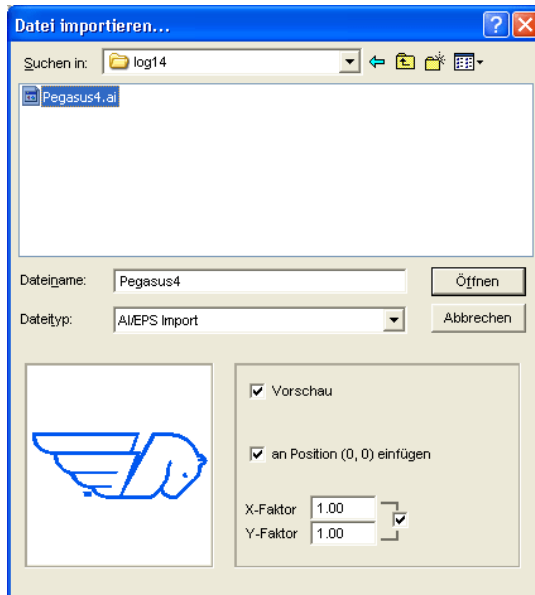 Datei importieren...
Suchen in: log14
Pegasus4.ai
Dateiname: Pegasus4 Öffnen
Dateityp: AI/EPS Import Abbrechen
Vorschau
an Position (0, 0) einfügen
X-Faktor 1.00
Y-Faktor 1.00